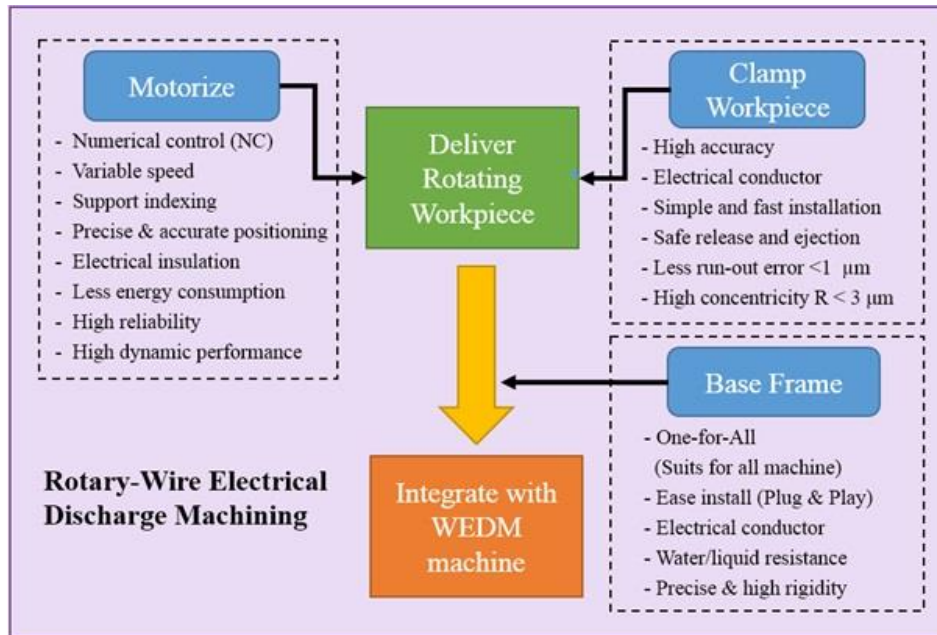 Motorize
- Numerical control (NC)
- Variable speed
- Support indexing
- Precise & accurate positioning
- Electrical insulation
- Less energy consumption
- High reliability
- High dynamic performance
Deliver
Rotating
Workpiece
Clamp
Workpiece
- High accuracy
- Electrical conductor
- Simple and fast installation
- Safe release and ejection
- Less run-out error <1 μm
- High concentricity R < 3 μm
Base Frame
- One-for-All
(Suits for all machine)
- Ease install (Plug & Play)
- Electrical conductor
- Water/liquid resistance
- Precise & high rigidity
Rotary-Wire Electrical
Discharge Machining
Integrate with
WEDM
machine